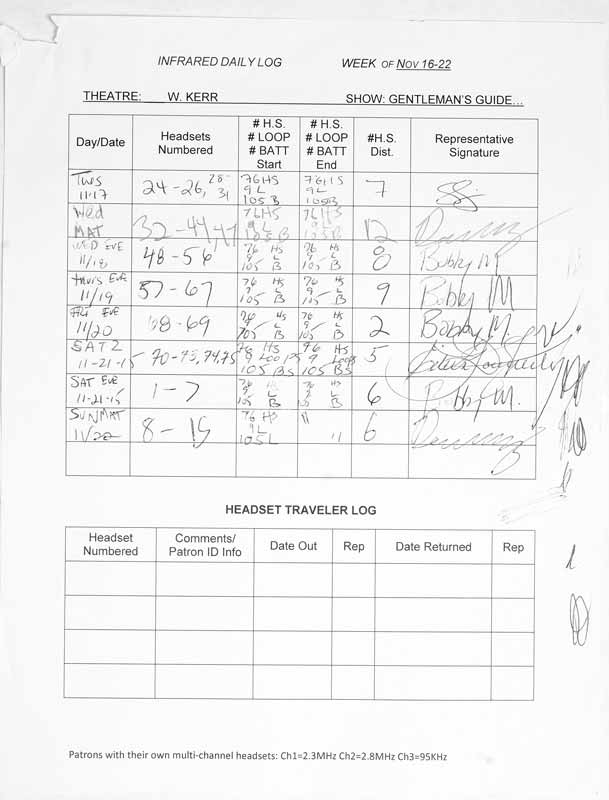 INFRARED DAILY LOG WEEK OF NOV 16-22
THEATRE: W. KERR SHOW: GENTLEMAN'S GUIDE...
Day/Date Headsets Numbered # H.S. # LOOP # BATT Start # H.S. # LOOP # BATT End #H.S. Dist. Representative Signature
Tues 11/17 24-26, 28-31 76HS 9L 105B 76HS 9L 105B 7
Wed MAT 32-44,47 76HS 9L 105B 76HS 9L 105B 12
WED EVE 11/18 48-56 76 HS 9 L 105 B 76 HS 9 L 105 B 8 Bobby M
Thurs EVE 11/19 57-67 76 HS 9 L 105 B 76 HS 9 L 105 B 9 Bobby M
FRI EVE 11/20 68-69 76 HS 9 L 105 B 76 HS 9 L 105 B 2 Bobby M.
SAT 2 11-21-15 70-73, 74,75 76 HS 9 LOOPS 105 BS 76 HS 9 Loops 105 BS 5
SAT EVE 11-21-15 1-7 76 HS 9 L 105 B 76 HS 9 L 105 B 6 Bobby M.
SUN MAT 11/22 8-15 76 HS 9L 105L " " 6
HEADSET TRAVELER LOG
Headset Numbered Comments/ Patron ID Info Date Out Rep Date Returned Rep
Patrons with their own multi-channel headsets: Ch1=2.3MHz Ch2=2.8MHz Ch3=95KHz